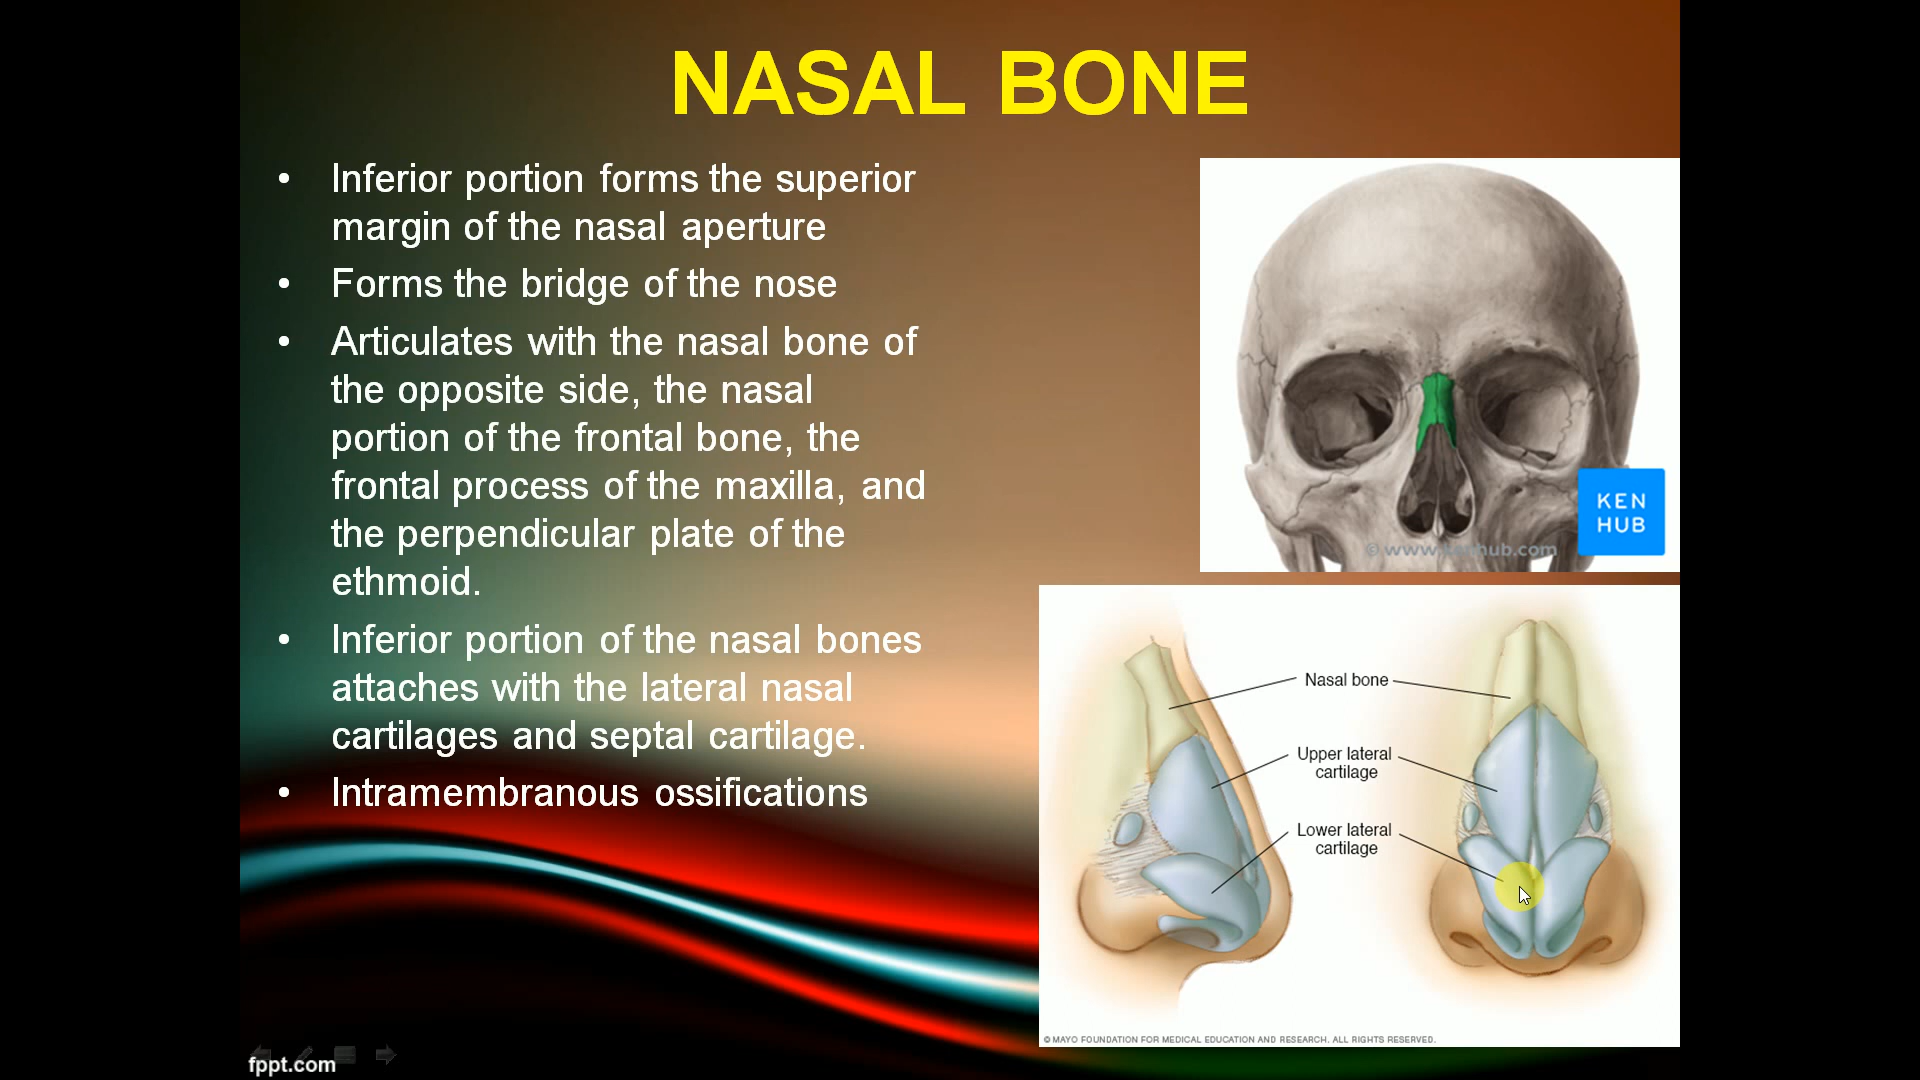 NASAL BONE
• Inferior portion forms the superior
margin of the nasal aperture
• Forms the bridge of the nose
• Articulates with the nasal bone of
the opposite side, the nasal
portion of the frontal bone, the
frontal process of the maxilla, and
the perpendicular plate of the
ethmoid.
• Inferior portion of the nasal bones
attaches with the lateral nasal
cartilages and septal cartilage.
• Intramembranous ossifications
KEN
HUB
© www.kenhub.com
Nasal bone
Upper lateral
cartilage
Lower lateral
cartilage
© MAYO FOUNDATION FOR MEDICAL EDUCATION AND RESEARCH. ALL RIGHTS RESERVED.
fppt.com